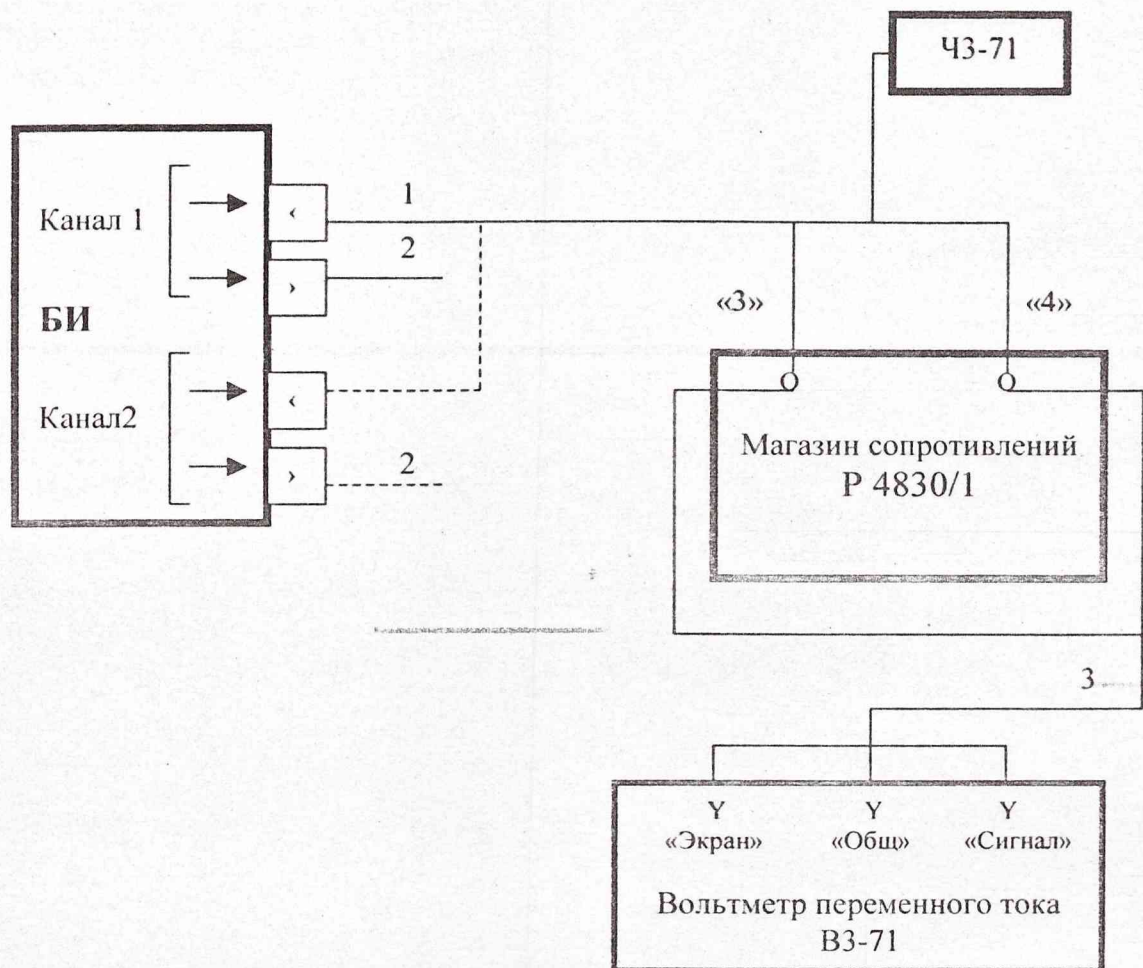 ЧЗ-71
Канал 1
БИ
Канал2
‹
›
‹
›
1
2
2
«3»
«4»
О
О
Магазин сопротивлений
Р 4830/1
3
Y
Y
Y
«Экран»
«Общ»
«Сигнал»
Вольтметр переменного тока
В3-71